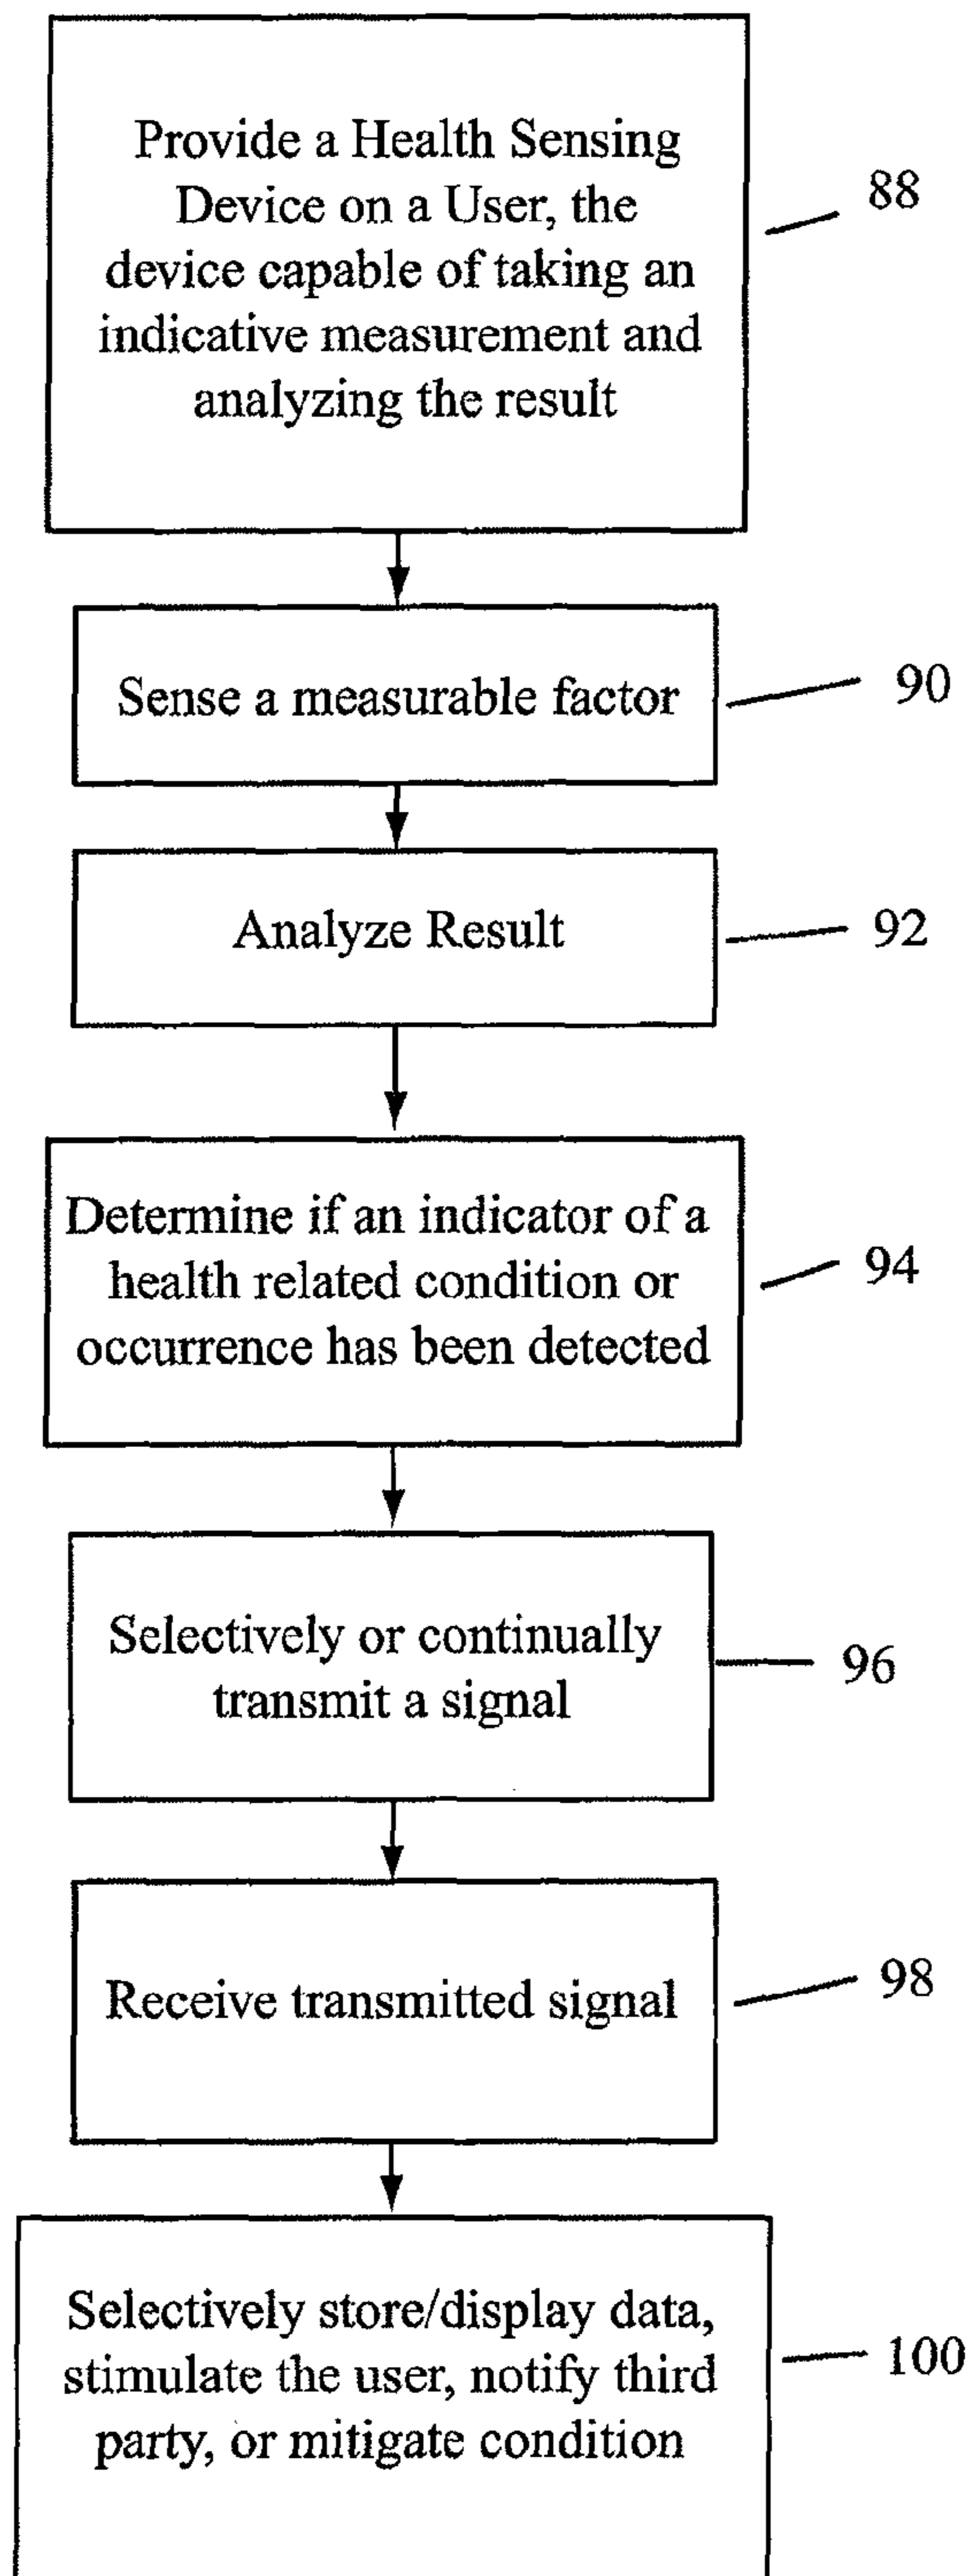 Provide a Health Sensing
Device on a User, the
device capable of taking an
indicative measurement and
analyzing the result
88
Sense a measurable factor
90
Analyze Result
92
Determine if an indicator of a
health related condition or
occurrence has been detected
94
Selectively or continually
transmit a signal
96
Receive transmitted signal
98
Selectively store/display data,
stimulate the user, notify third
party, or mitigate condition
100